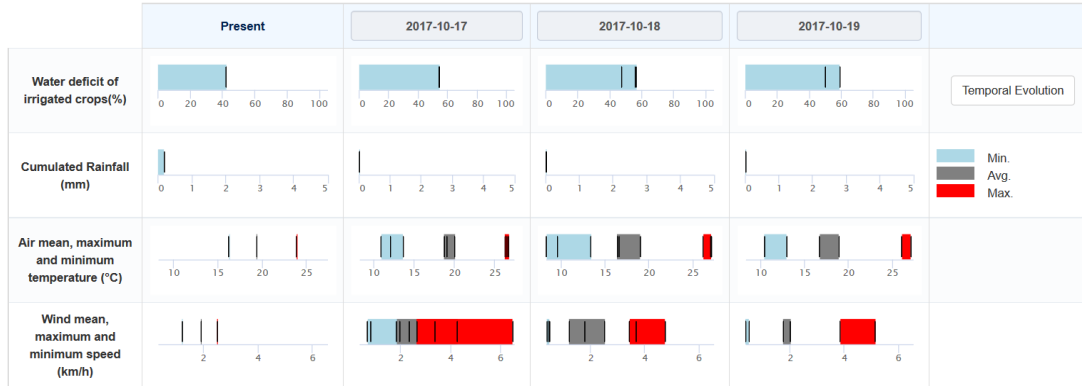 Present 2017-10-17 2017-10-18 2017-10-19
Water deficit of
irrigated crops(%)
0 20 40 60 80 100
0 20 40 60 80 100
0 20 40 60 80 100
0 20 40 60 80 100
Temporal Evolution
Cumulated Rainfall
(mm)
0 1 2 3 4 5
0 1 2 3 4 5
0 1 2 3 4 5
0 1 2 3 4 5
Min.
Avg.
Max.
Air mean, maximum
and minimum
temperature (°C)
10 15 20 25
10 15 20 25
10 15 20 25
10 15 20 25
Wind mean,
maximum and
minimum speed
(km/h)
2 4 6
2 4 6
2 4 6
2 4 6